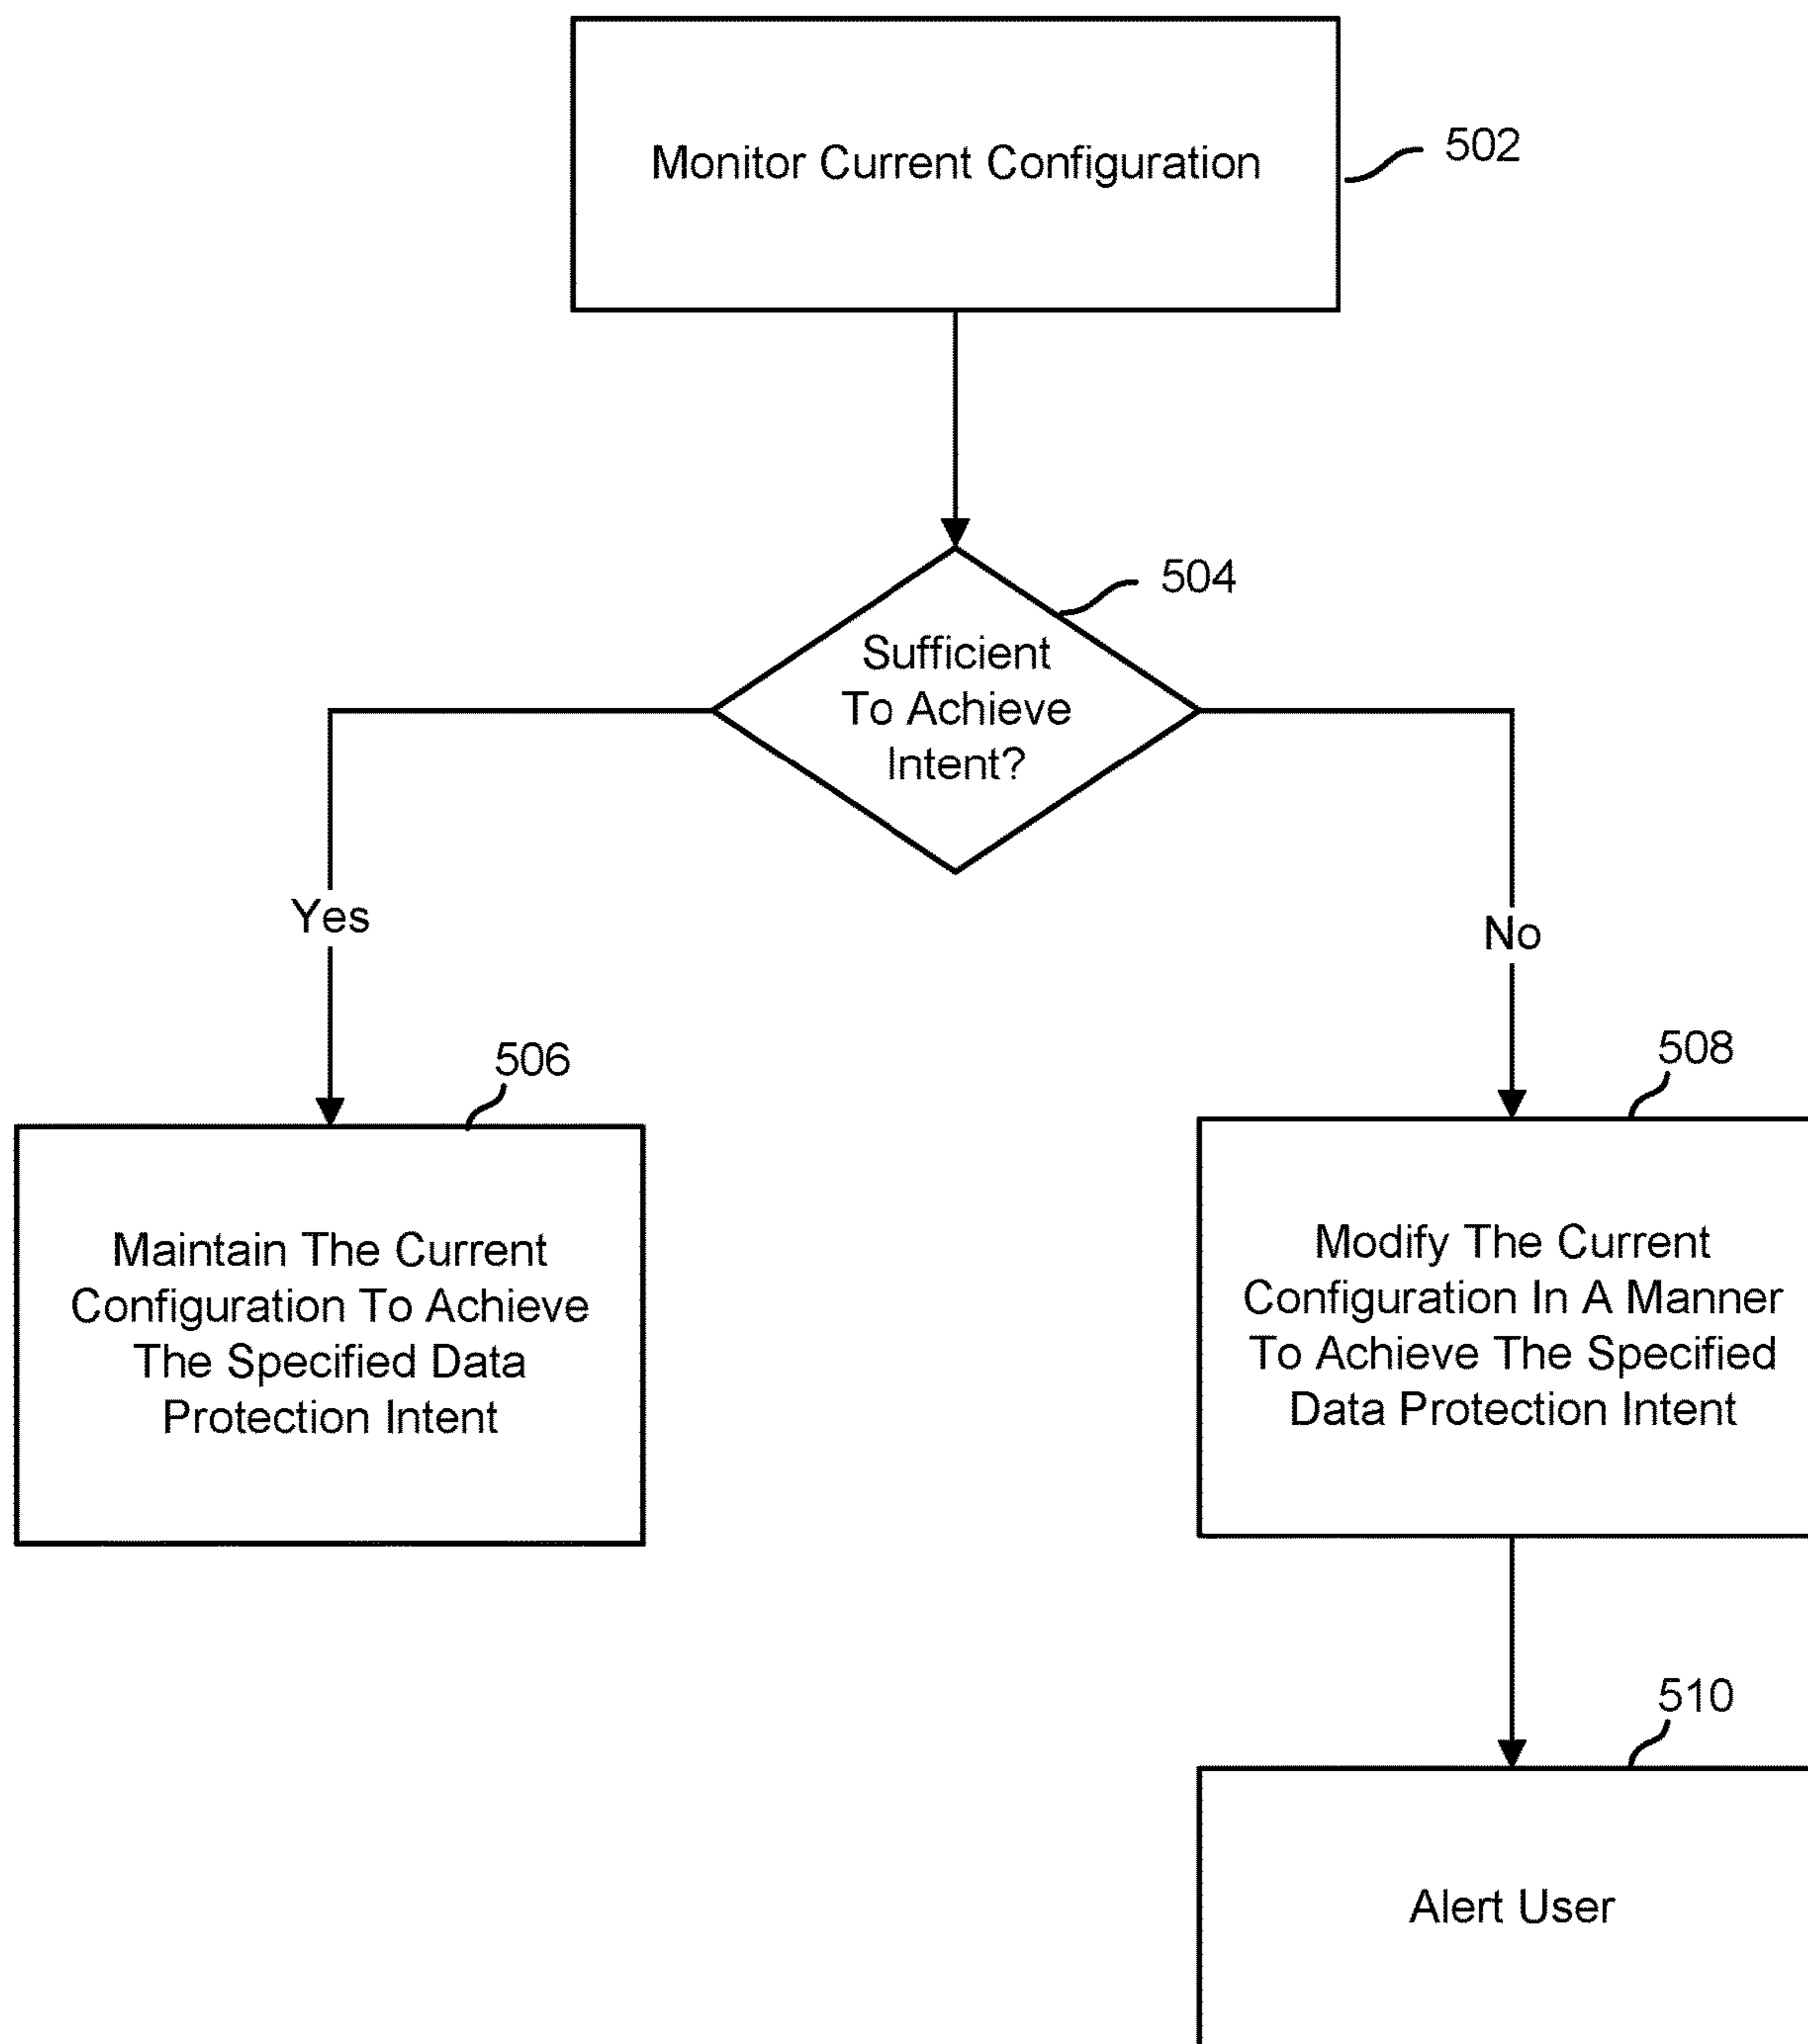 Monitor Current Configuration
502
504
Sufficient
To Achieve
Intent?
Yes
No
506
508
Maintain The Current
Configuration To Achieve
The Specified Data
Protection Intent
Modify The Current
Configuration In A Manner
To Achieve The Specified
Data Protection Intent
510
Alert User